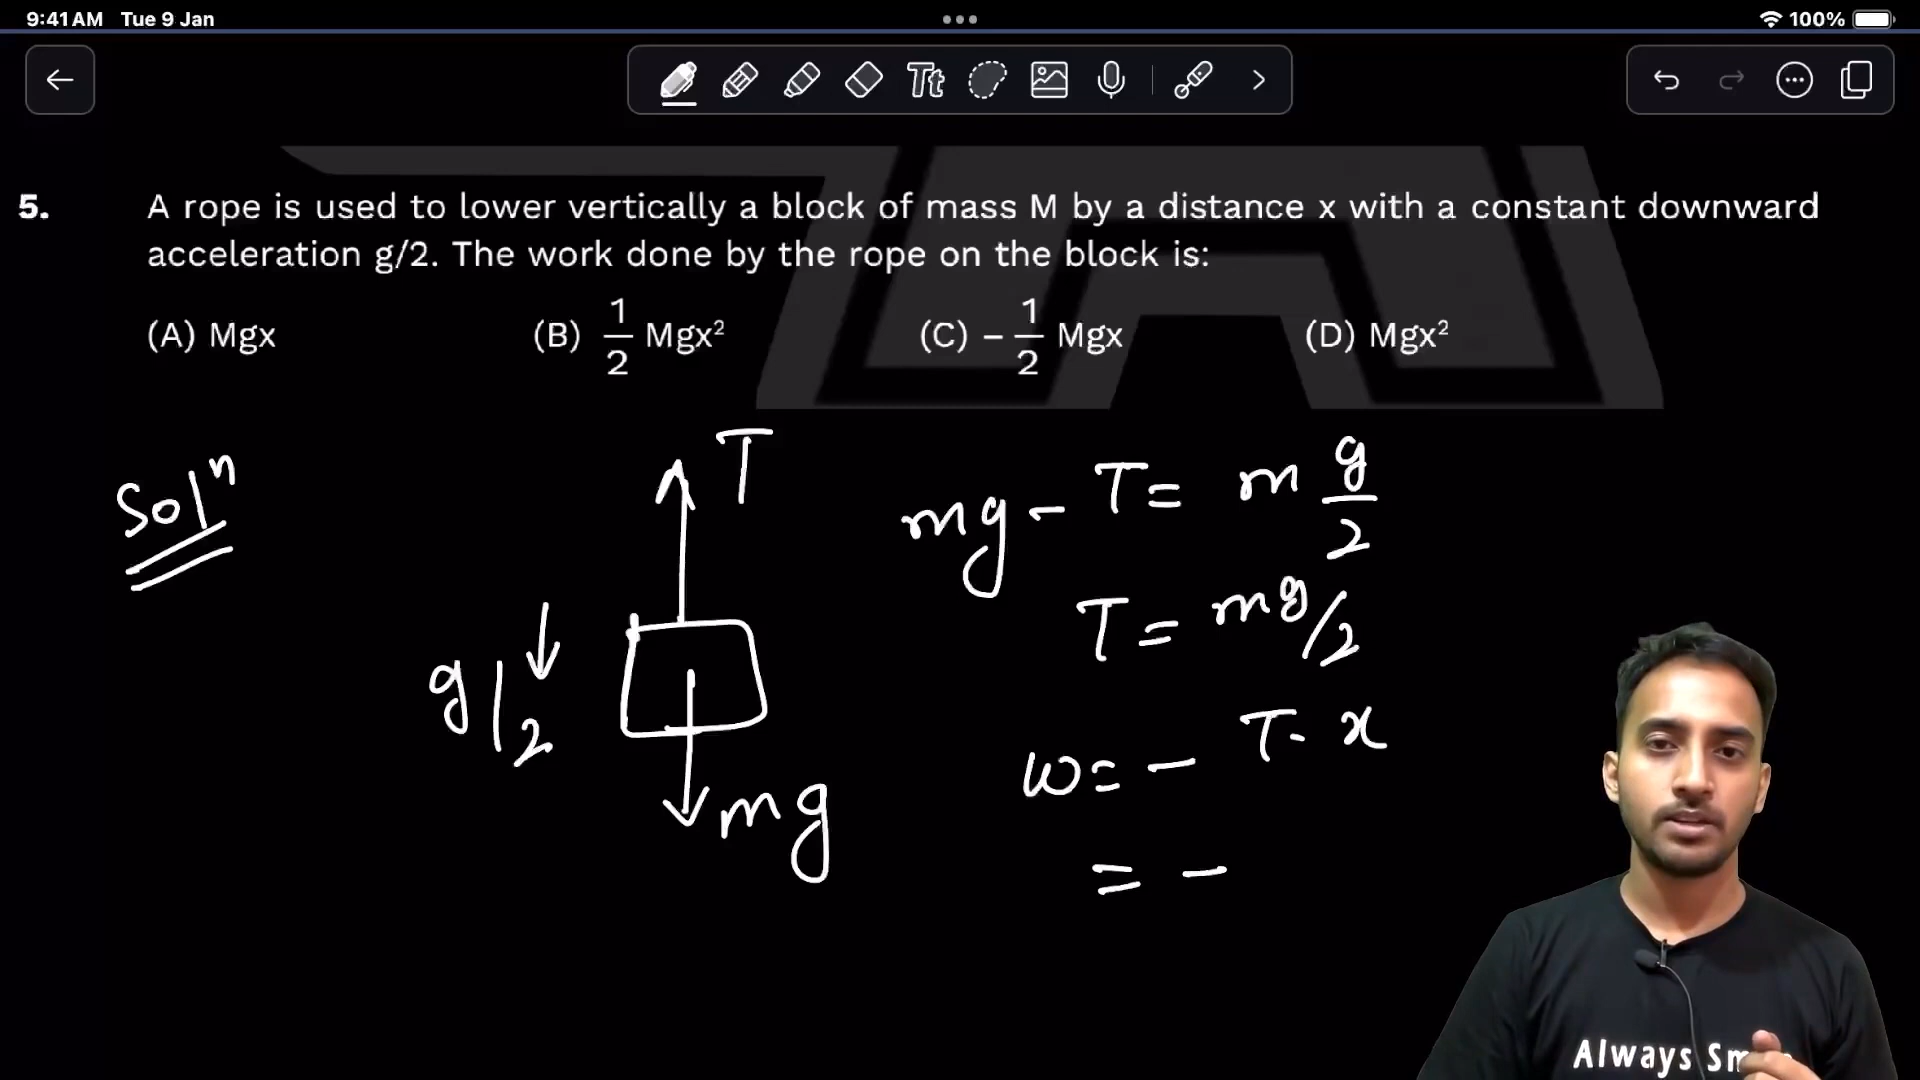 9:41 AM Tue 9 Jan
100%
Tt
5. A rope is used to lower vertically a block of mass M by a distance x with a constant downward
acceleration g/2. The work done by the rope on the block is:
(A) Mgx (B) 1/2 Mgx² (C) – 1/2 Mgx (D) Mgx²
Solⁿ
T
mg - T = m g/2
T = mg/2
g/2
mg
w = - T · x
= -
Always Sm